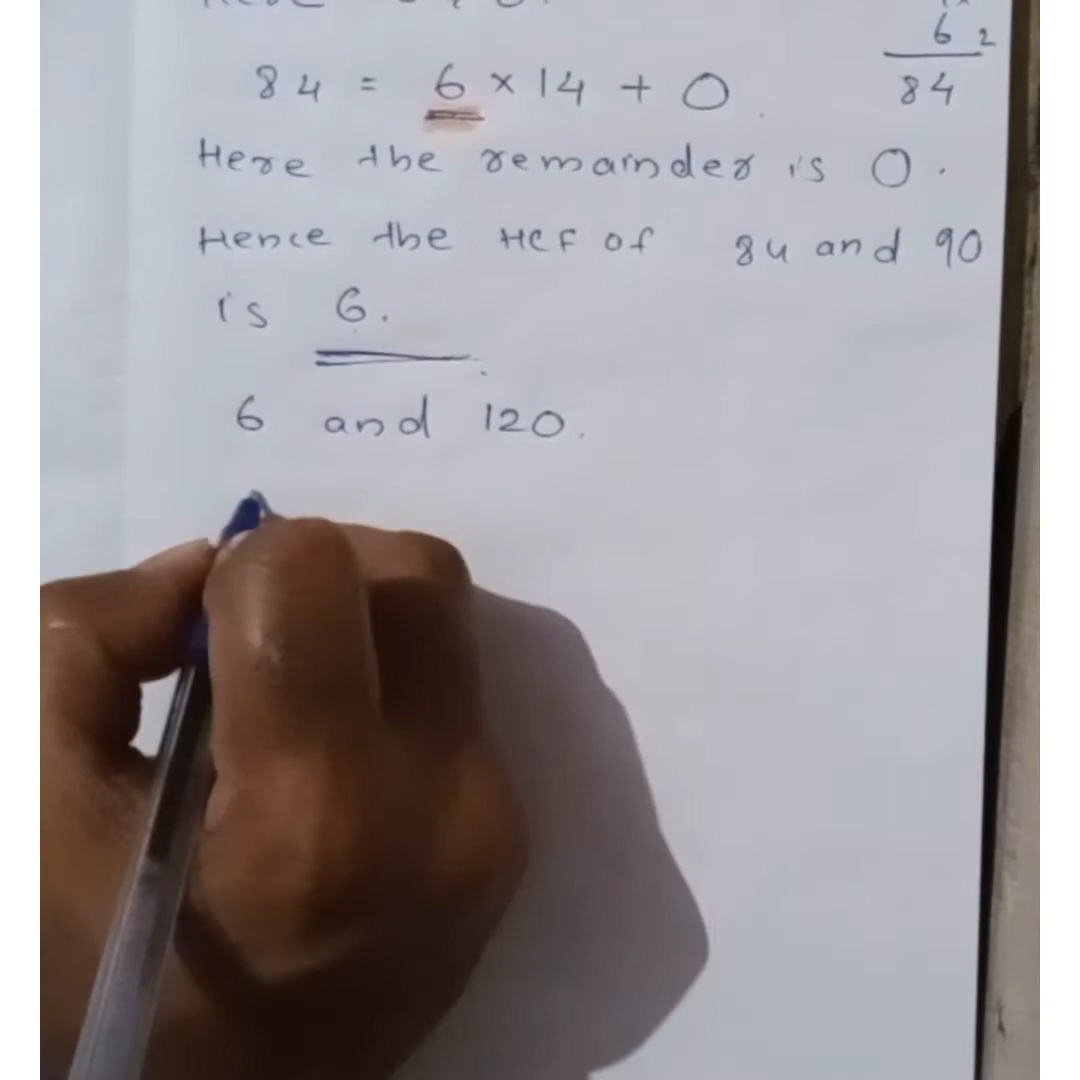 6 2
84 = 6 × 14 + 0
84
Here the remainder is 0.
Hence the HCF of 84 and 90
is 6.
6 and 120.